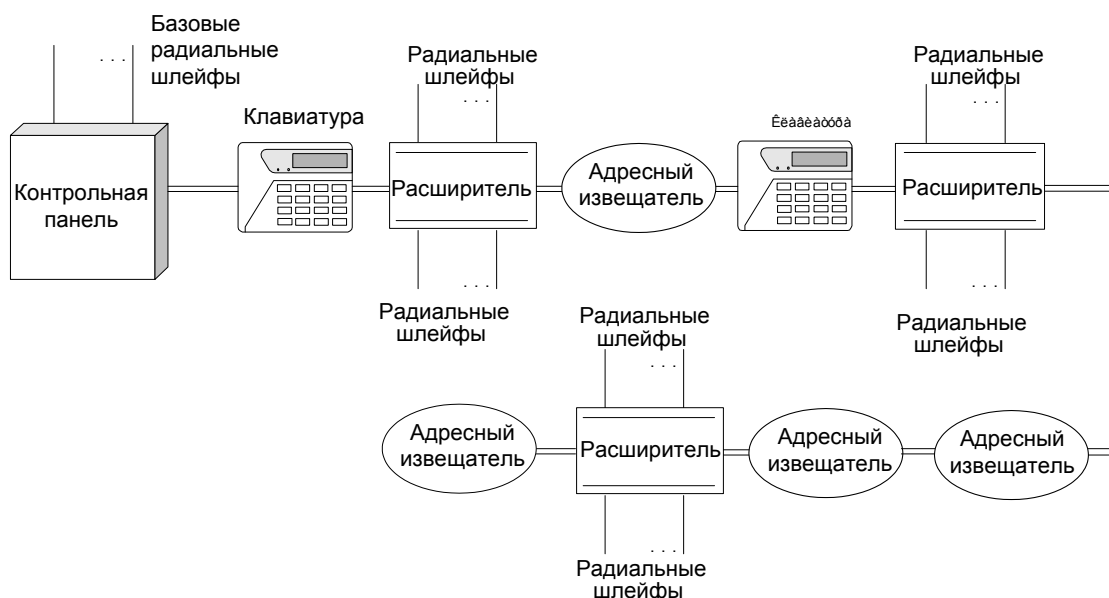 Базовые
радиальные
шлейфы
. . .
Радиальные
шлейфы
. . .
Радиальные
шлейфы
. . .
Клавиатура
Êëàâèàòóðà
Контрольная
панель
Расширитель
Адресный
извещатель
Расширитель
. . .
Радиальные
шлейфы
. . .
Радиальные
шлейфы
Радиальные
шлейфы
. . .
Адресный
извещатель
Расширитель
Адресный
извещатель
Адресный
извещатель
. . .
Радиальные
шлейфы